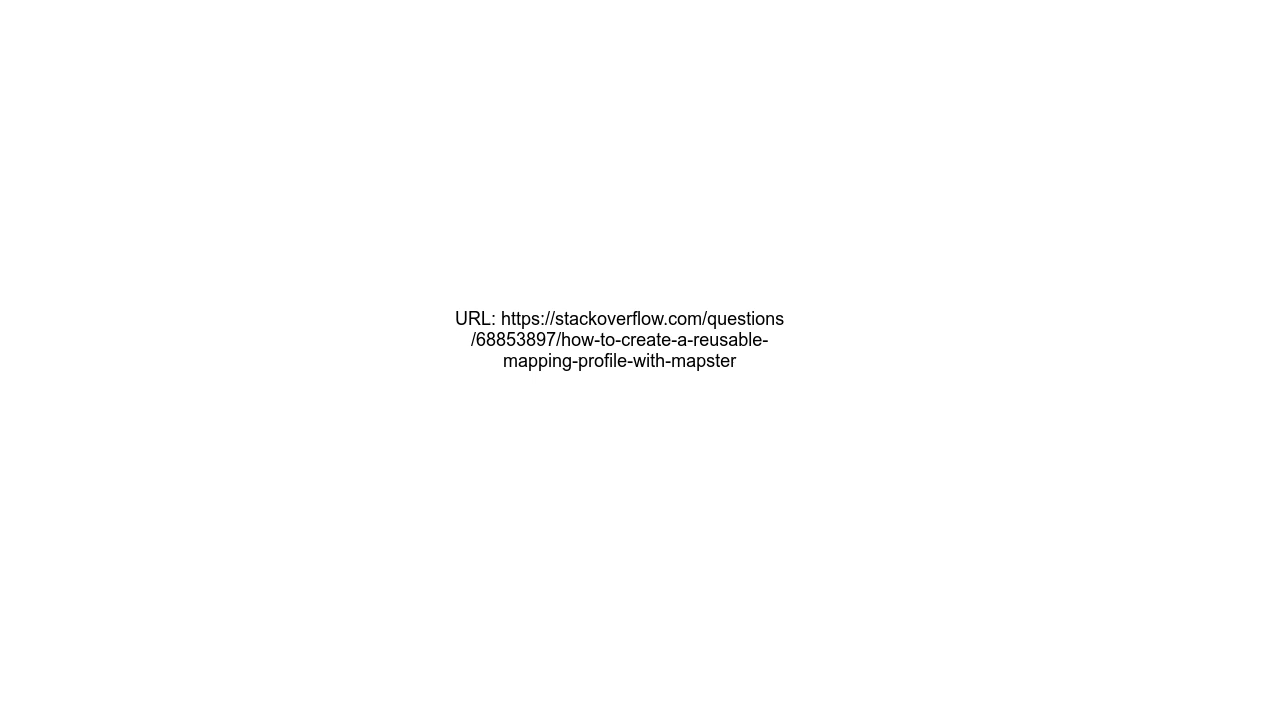 URL: https://stackoverflow.com/questions
/68853897/how-to-create-a-reusable-
mapping-profile-with-mapster